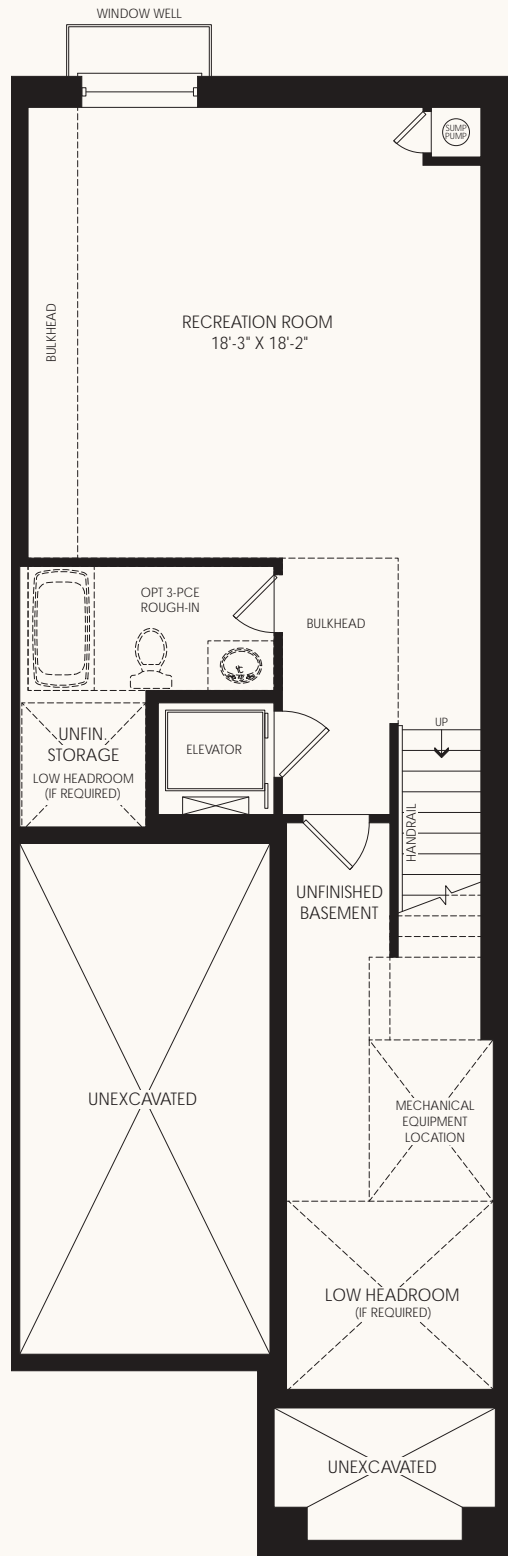 WINDOW WELL
SUMP
PUMP
BULKHEAD
RECREATION ROOM
18'-3" X 18'-2"
OPT 3-PCE
ROUGH-IN
BULKHEAD
UNFIN.
STORAGE
LOW HEADROOM
(IF REQUIRED)
ELEVATOR
UP
HANDRAIL
UNFINISHED
BASEMENT
UNEXCAVATED
MECHANICAL
EQUIPMENT
LOCATION
LOW HEADROOM
(IF REQUIRED)
UNEXCAVATED